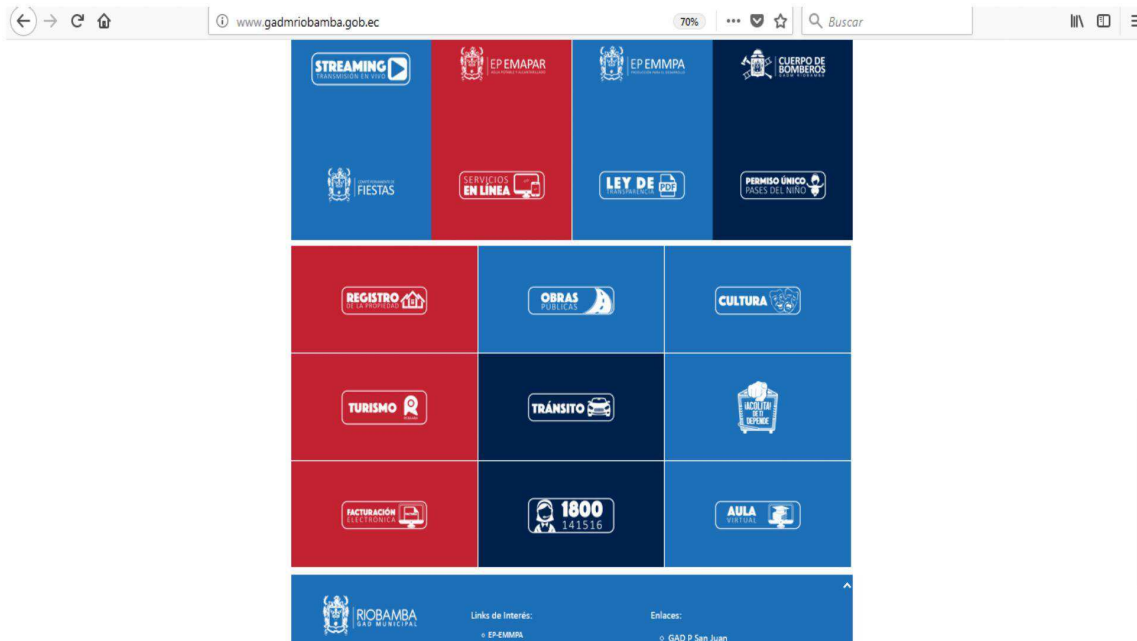 www.gadmriobamba.gob.ec
70%
Buscar
STREAMING
TRANSMISIÓN EN VIVO
EP EMAPAR
EP EMMPA
CUERPO DE
BOMBEROS
GADM RIOBAMBA
FIESTAS
SERVICIOS
EN LÍNEA
LEY DE
TRANSPARENCIA
PDF
PERMISO ÚNICO
PASES DEL NIÑO
REGISTRO
DE LA PROPIEDAD
OBRAS
PÚBLICAS
CULTURA
TURISMO
TRÁNSITO
¡ACOLITA!
DE TI
DEPENDE
FACTURACIÓN
ELECTRÓNICA
1800
141516
AULA
VIRTUAL
RIOBAMBA
GAD MUNICIPAL
Links de Interés:
EP-EMMPA
Enlaces:
GAD P San Juan